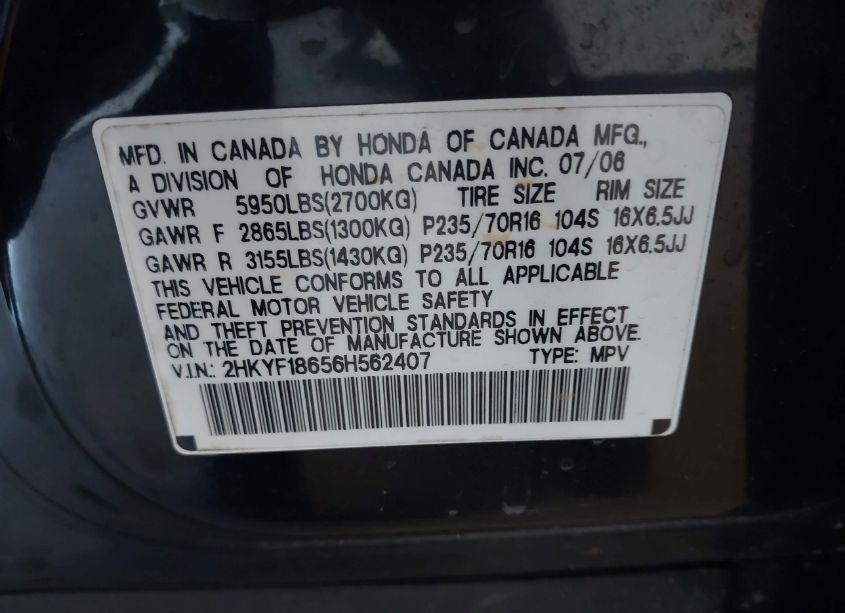 MFD. IN CANADA BY HONDA OF CANADA MFG.,
A DIVISION OF HONDA CANADA INC. 07/06
GVWR 5950LBS(2700KG) TIRE SIZE RIM SIZE
GAWR F 2865LBS(1300KG) P235/70R16 104S 16X6.5JJ
GAWR R 3155LBS(1430KG) P235/70R16 104S 16X6.5JJ
THIS VEHICLE CONFORMS TO ALL APPLICABLE
FEDERAL MOTOR VEHICLE SAFETY
AND THEFT PREVENTION STANDARDS IN EFFECT
ON THE DATE OF MANUFACTURE SHOWN ABOVE.
V.I.N.: 2HKYF18656H562407 TYPE: MPV